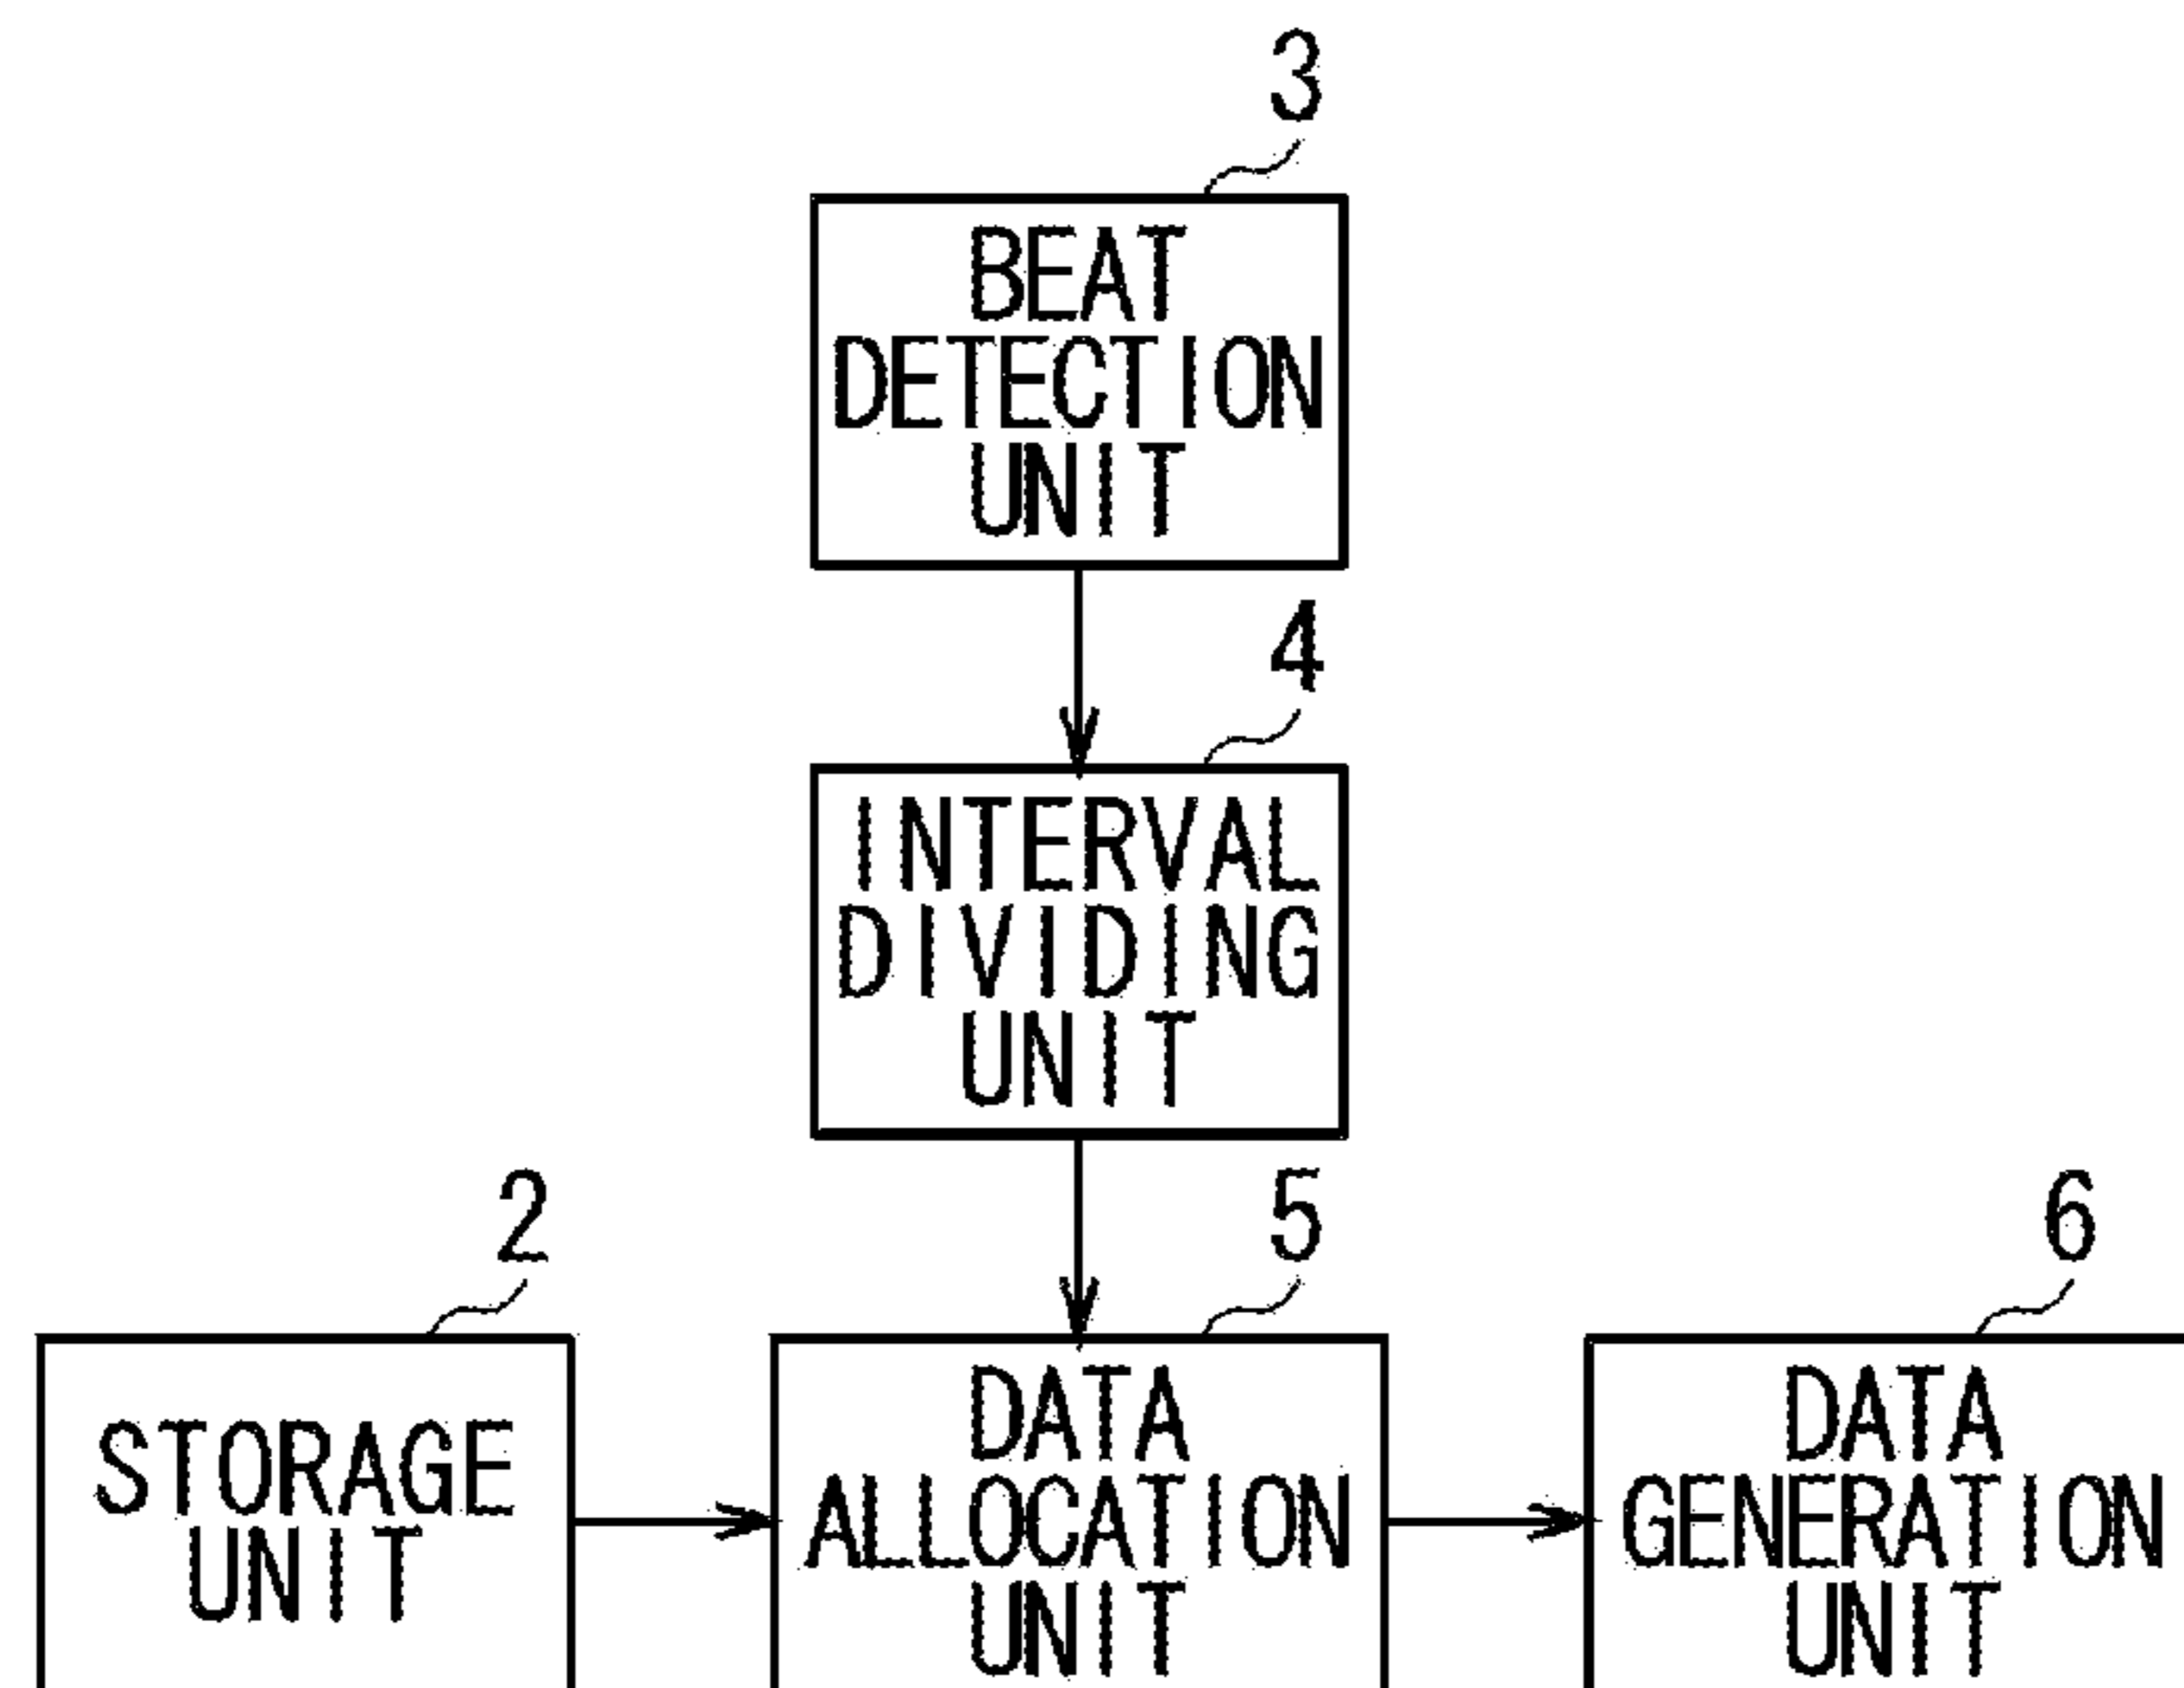 3
BEAT
DETECTION
UNIT
4
INTERVAL
DIVIDING
UNIT
2
STORAGE
UNIT
5
DATA
ALLOCATION
UNIT
6
DATA
GENERATION
UNIT